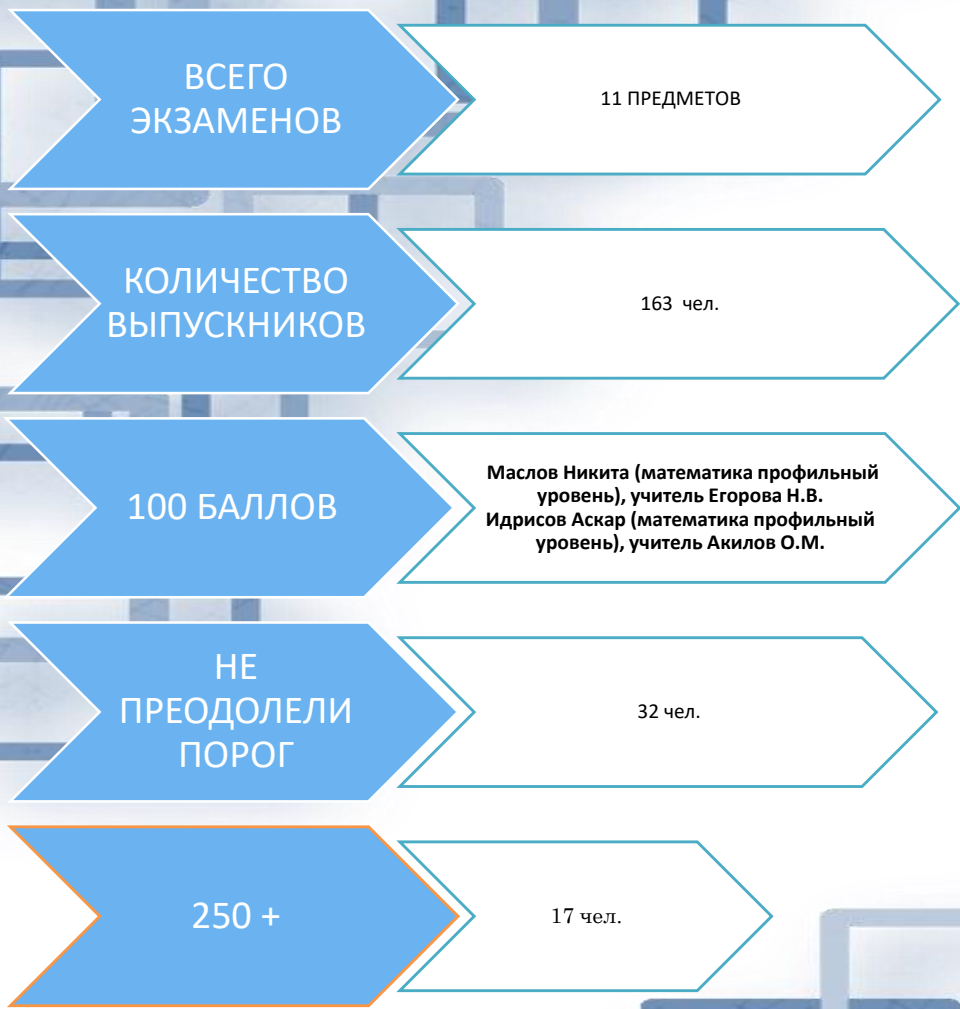 ВСЕГО
ЭКЗАМЕНОВ
11 ПРЕДМЕТОВ
КОЛИЧЕСТВО
ВЫПУСКНИКОВ
163 чел.
100 БАЛЛОВ
Маслов Никита (математика профильный
уровень), учитель Егорова Н.В.
Идрисов Аскар (математика профильный
уровень), учитель Акилов О.М.
НЕ
ПРЕОДОЛЕЛИ
ПОРОГ
32 чел.
250 +
17 чел.